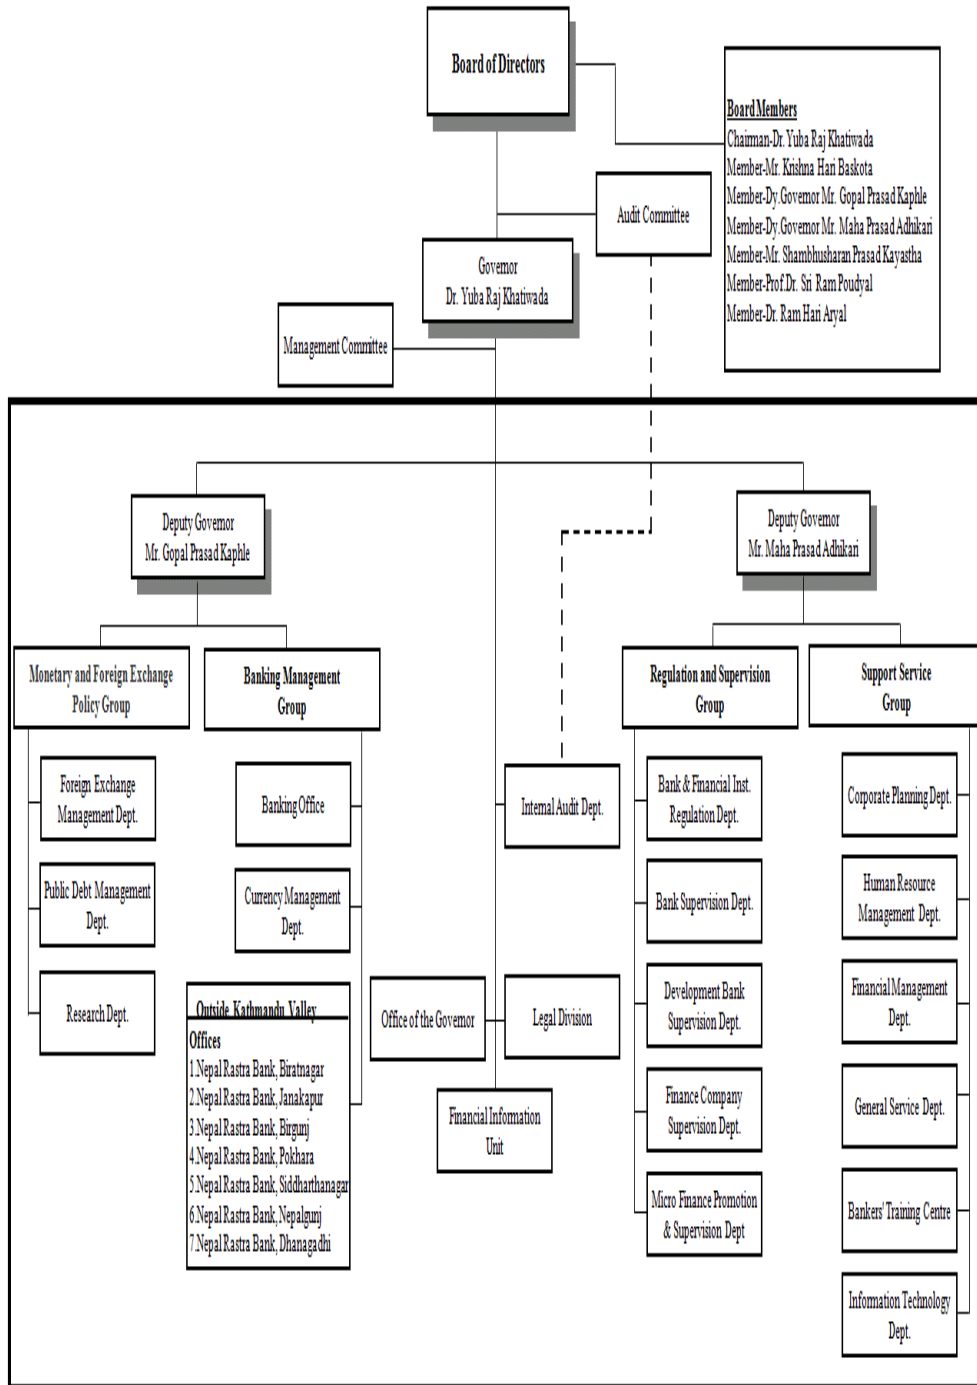 Board of Directors
Board Members
Chairman-Dr. Yuba Raj Khatiwada
Member-Mr. Krishna Hari Baskota
Member-Dy.Governor Mr. Gopal Prasad Kaphle
Member-Dy.Governor Mr. Maha Prasad Adhikari
Member-Mr. Shambhusharan Prasad Kayastha
Member-Prof.Dr. Sri Ram Poudyal
Member-Dr. Ram Hari Aryal
Audit Committee
Governor
Dr. Yuba Raj Khatiwada
Management Committee
Deputy Governor
Mr. Gopal Prasad Kaphle
Deputy Governor
Mr. Maha Prasad Adhikari
Monetary and Foreign Exchange
Policy Group
Banking Management
Group
Regulation and Supervision
Group
Support Service
Group
Foreign Exchange
Management Dept.
Public Debt Management
Dept.
Research Dept.
Banking Office
Currency Management
Dept.
Outside Kathmandu Valley
Offices
1.Nepal Rastra Bank, Biratnagar
2.Nepal Rastra Bank, Janakapur
3.Nepal Rastra Bank, Birgunj
4.Nepal Rastra Bank, Pokhara
5.Nepal Rastra Bank, Siddharthanagar
6.Nepal Rastra Bank, Nepalgunj
7.Nepal Rastra Bank, Dhanagadhi
Internal Audit Dept.
Office of the Governor
Legal Division
Financial Information
Unit
Bank & Financial Inst.
Regulation Dept.
Bank Supervision Dept.
Development Bank
Supervision Dept.
Finance Company
Supervision Dept.
Micro Finance Promotion
& Supervision Dept
Corporate Planning Dept.
Human Resource
Management Dept.
Financial Management
Dept.
General Service Dept.
Bankers' Training Centre
Information Technology
Dept.